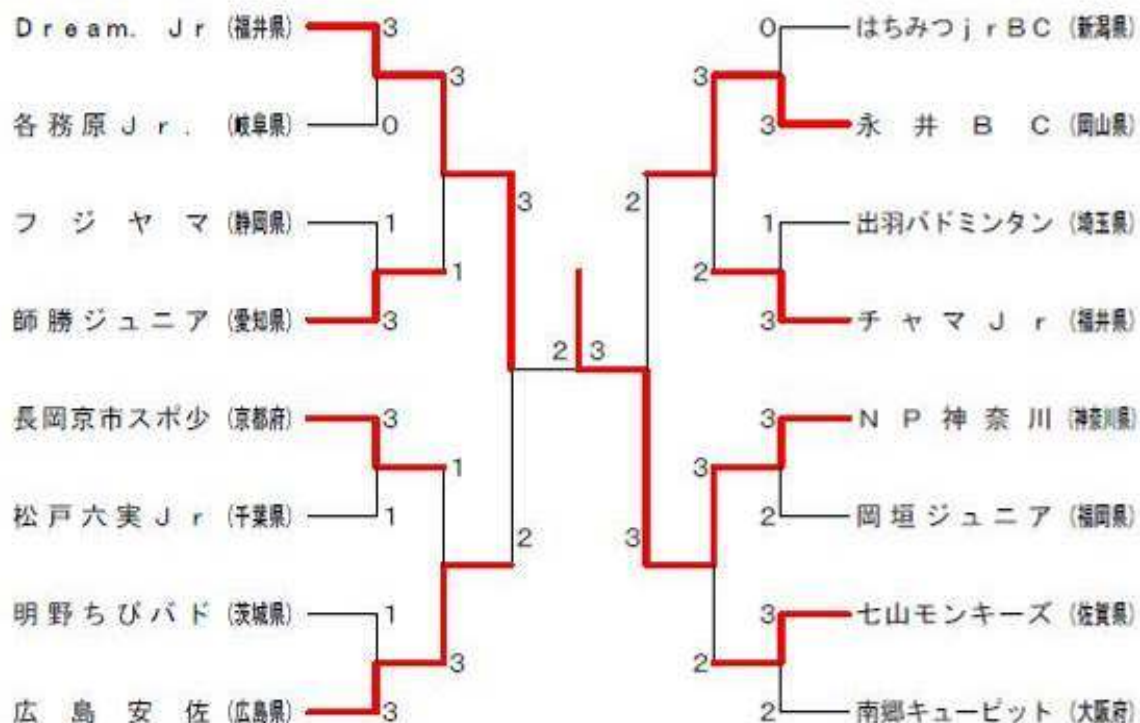 Dream. Jr (福井県) 3
3
各務原Jr. (岐阜県) 0
3
フジヤマ (静岡県) 1
1
師勝ジュニア (愛知県) 3
2
長岡京市スポ少 (京都府) 3
1
松戸六実Jr (千葉県) 1
2
明野ちびバド (茨城県) 1
3
広島安佐 (広島県) 3
0 はちみつjrBC (新潟県)
3
3 永井BC (岡山県)
2
1 出羽バドミンタン (埼玉県)
2
3 チャマJr (福井県)
3
3 NP神奈川 (神奈川県)
3
2 岡垣ジュニア (福岡県)
3
3 七山モンキーズ (佐賀県)
2
2 南郷キューピット (大阪府)